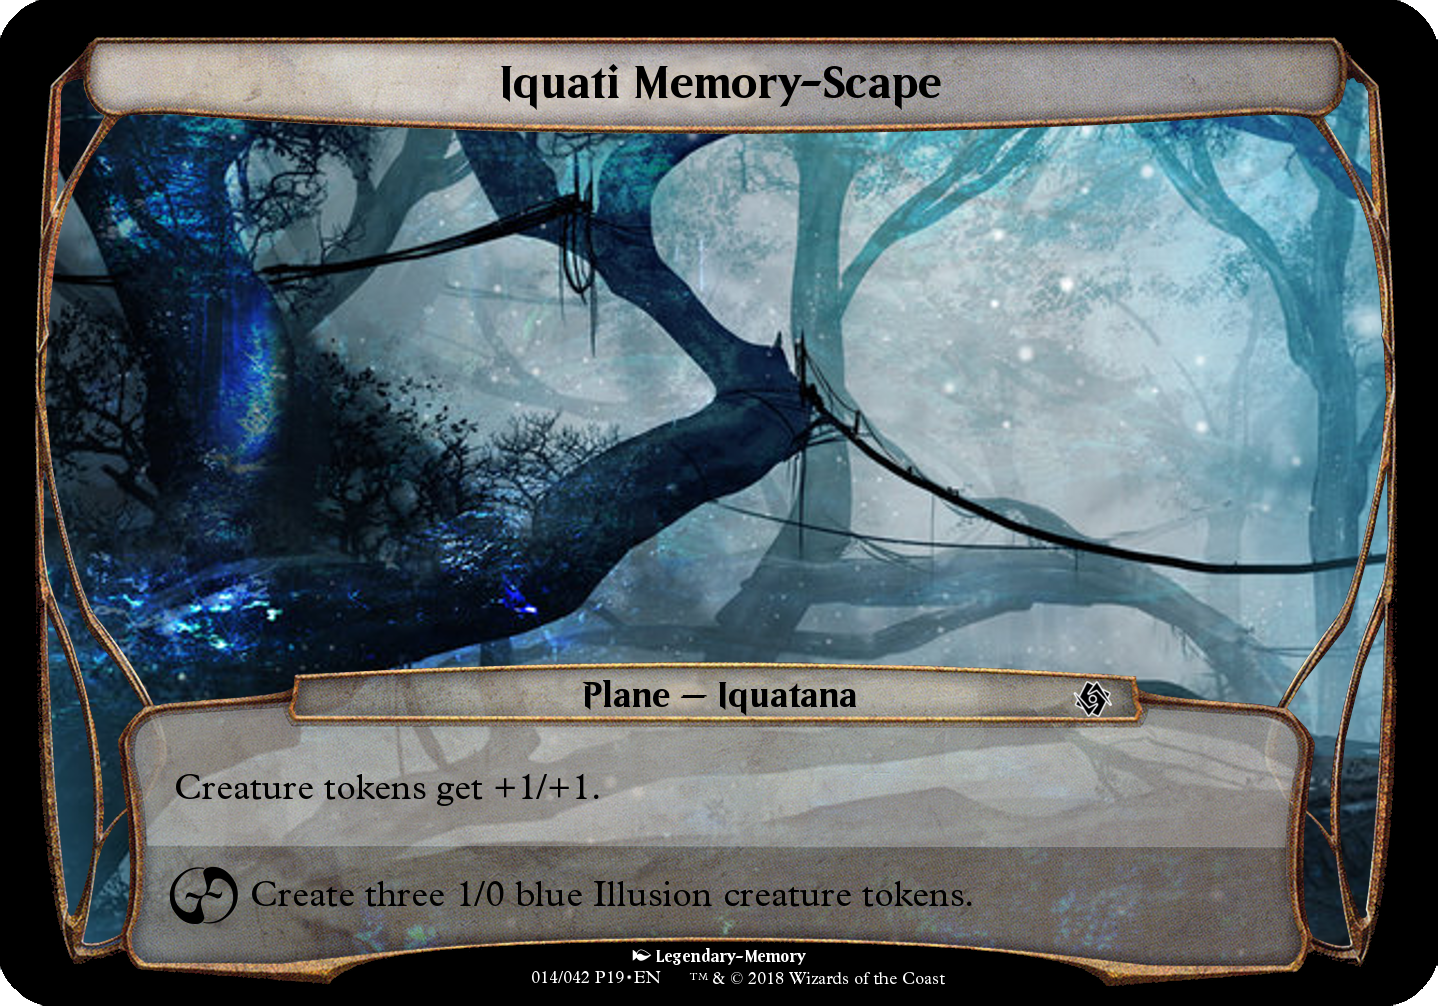 Iquati Memory-Scape
Plane — Iquatana
Creature tokens get +1/+1.
Create three 1/0 blue Illusion creature tokens.
Legendary-Memory
014/042 P19•EN ™ & © 2018 Wizards of the Coast